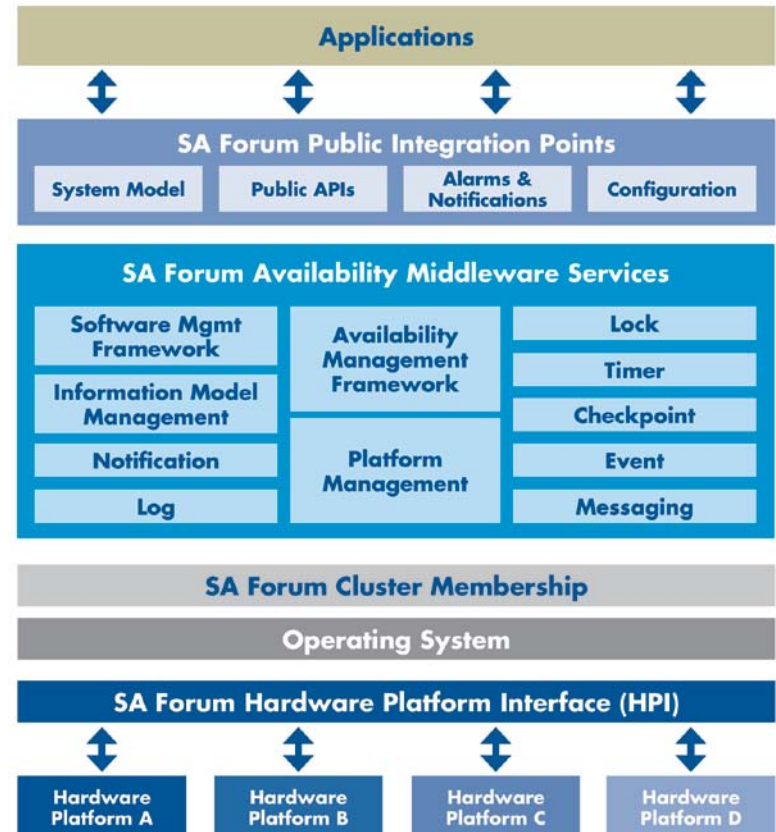 Applications
SA Forum Public Integration Points
System Model
Public APIs
Alarms &
Notifications
Configuration
SA Forum Availability Middleware Services
Software Mgmt
Framework
Information Model
Management
Notification
Log
Availability
Management
Framework
Platform
Management
Lock
Timer
Checkpoint
Event
Messaging
SA Forum Cluster Membership
Operating System
SA Forum Hardware Platform Interface (HPI)
Hardware
Platform A
Hardware
Platform B
Hardware
Platform C
Hardware
Platform D